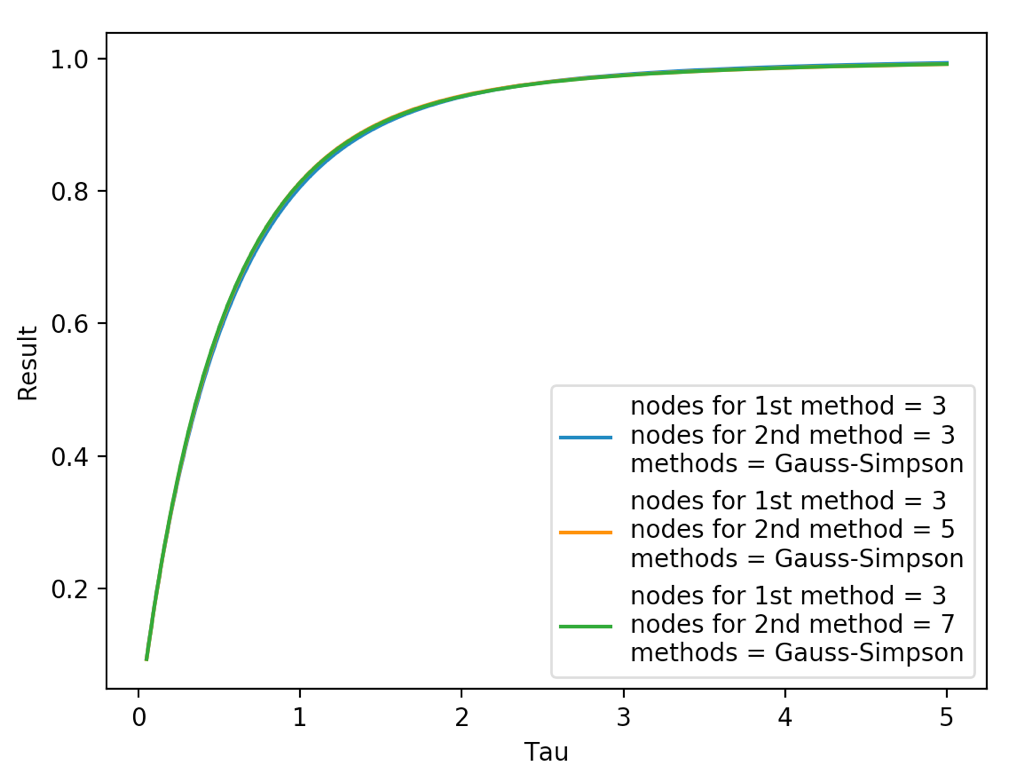 1.0
0.8
0.6
0.4
0.2
Result
nodes for 1st method = 3
nodes for 2nd method = 3
methods = Gauss-Simpson
nodes for 1st method = 3
nodes for 2nd method = 5
methods = Gauss-Simpson
nodes for 1st method = 3
nodes for 2nd method = 7
methods = Gauss-Simpson
0 1 2 3 4 5
Tau